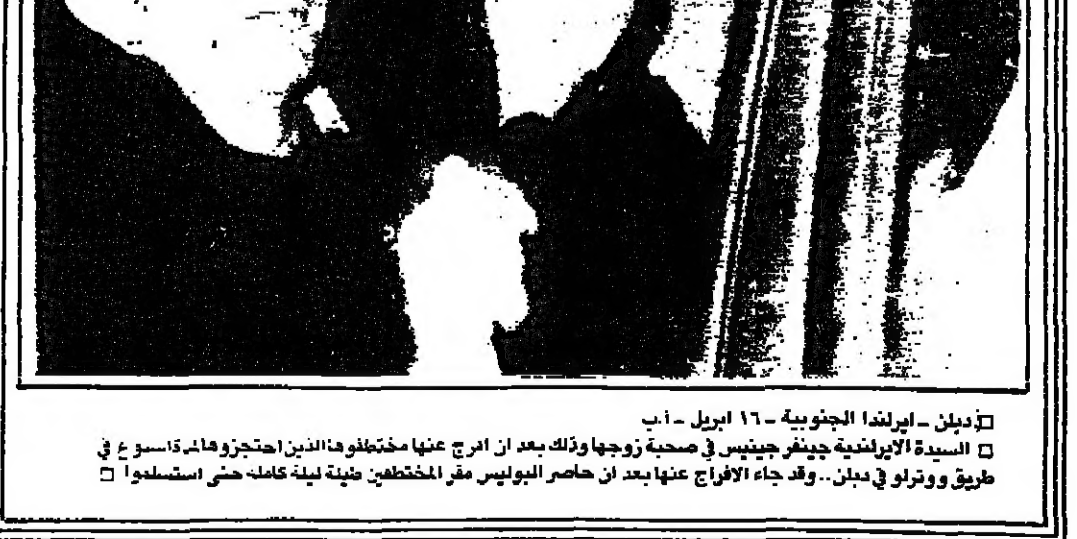 □ دبلن - ايرلندا الجنوبية - ١٦ ابريل - أ.ب
□ السيدة الايرلندية جينفر جينيس في صحبة زوجها وذلك بعد ان افرج عنها مختطفوها الذين احتجزوها لمدة اسبوع في
طريق ووترلو في دبلن .. وقد جاء الافراج عنها بعد ان حاصر البوليس مقر المختطفين طيلة ليلة كاملة حتى استسلموا □